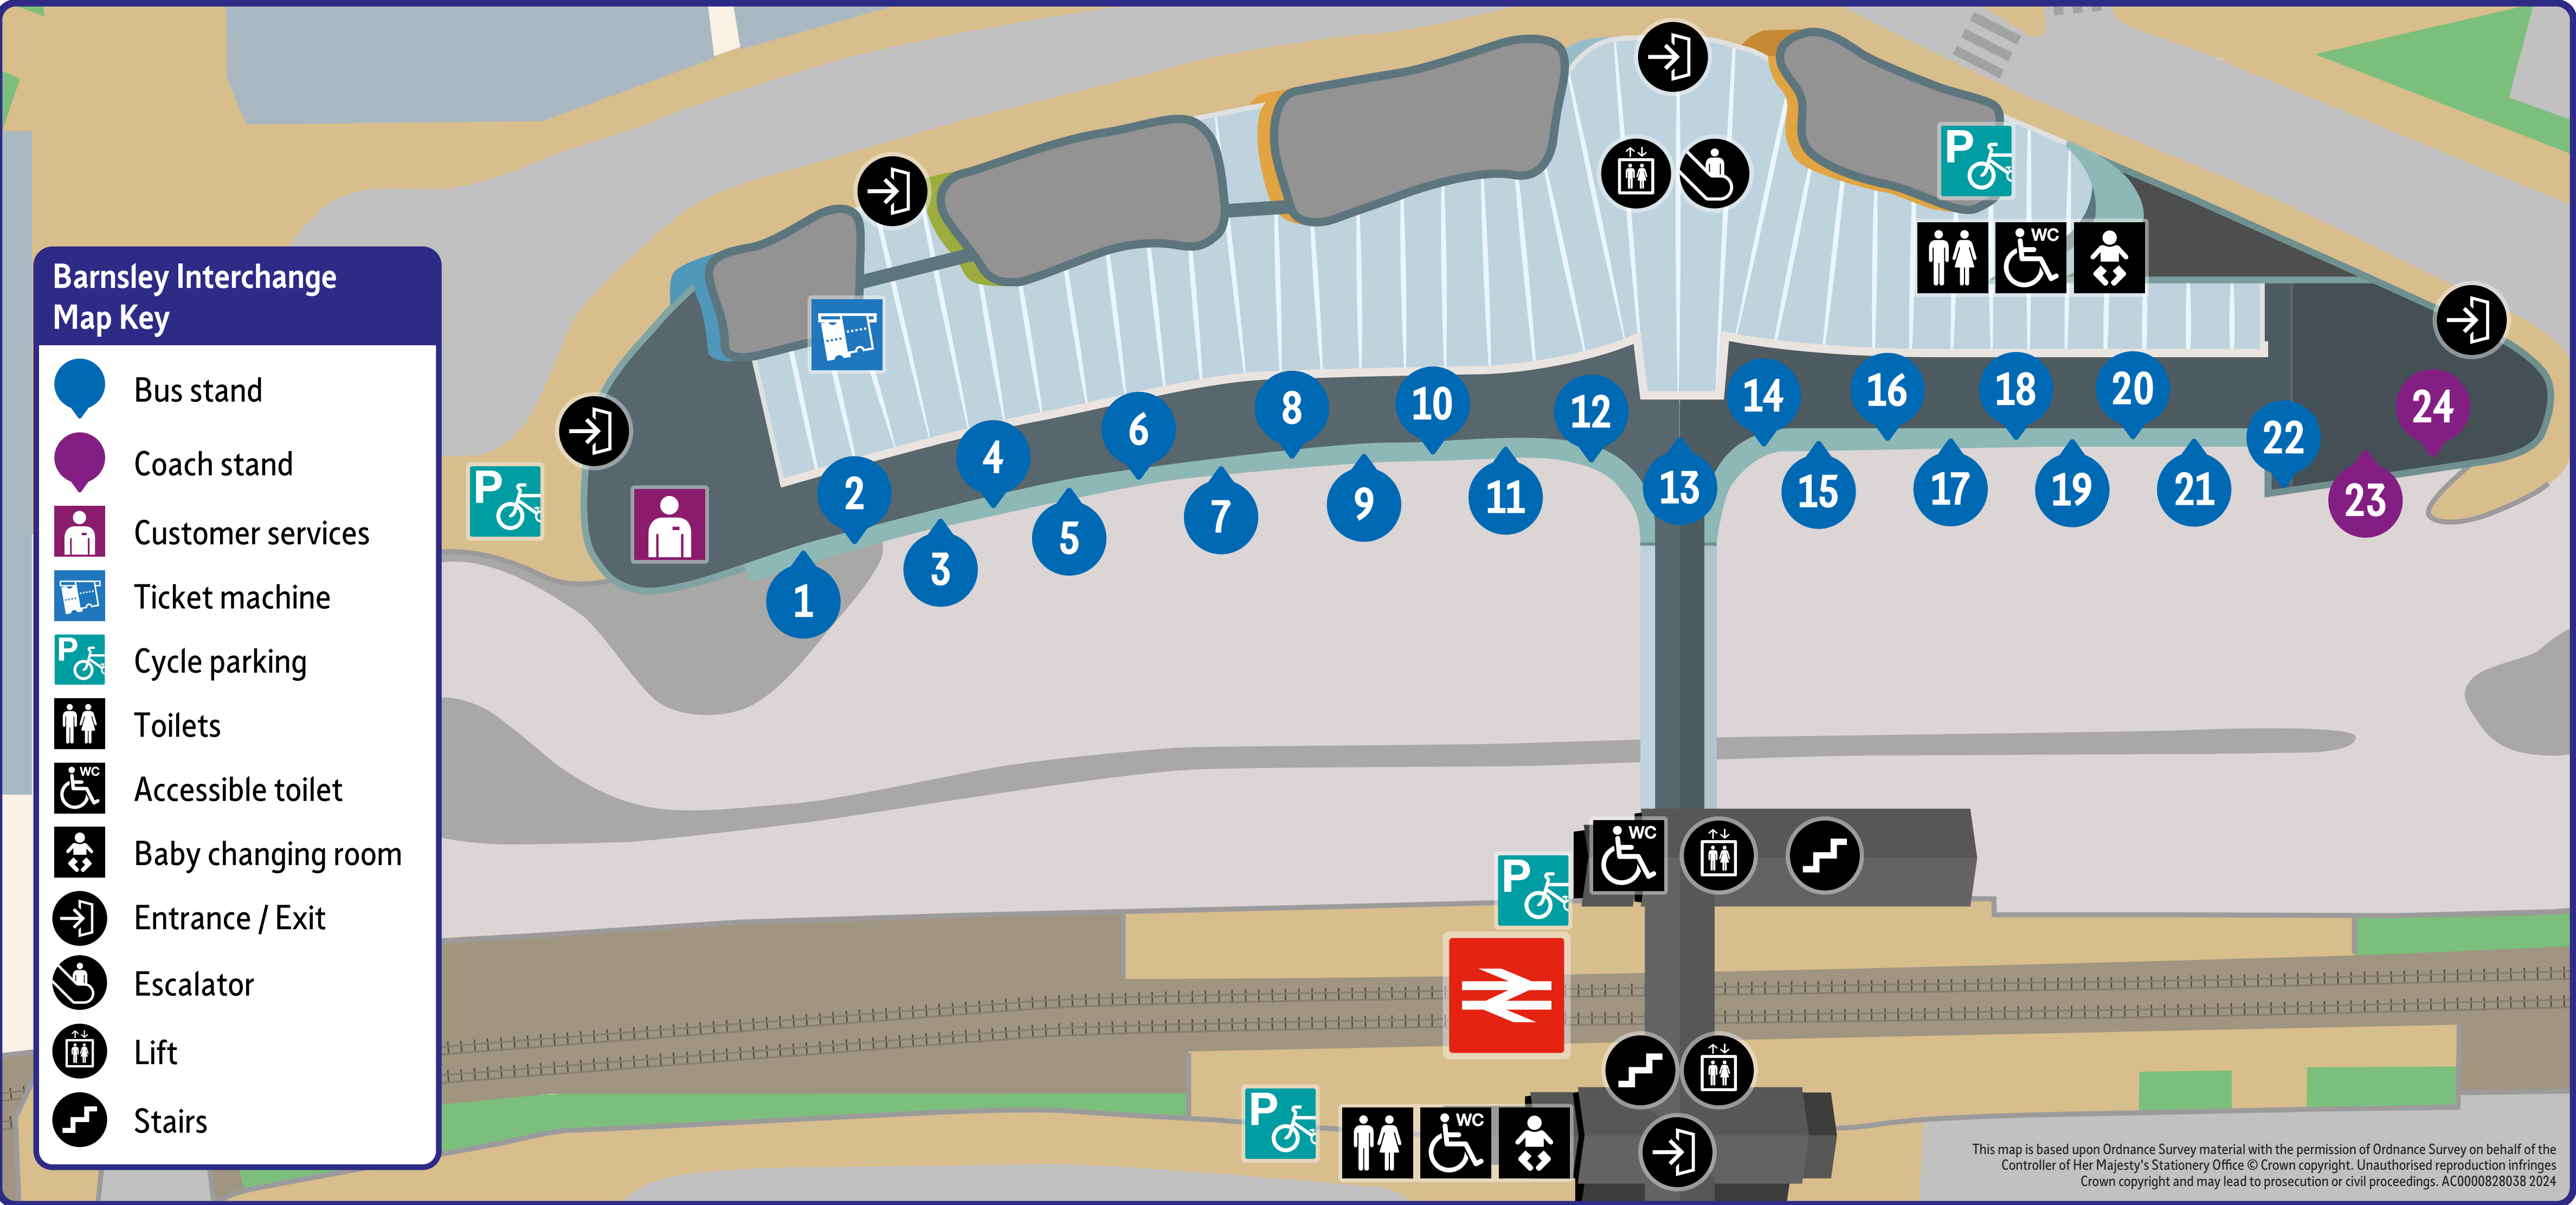 Barnsley Interchange
Map Key
Bus stand
Coach stand
Customer services
Ticket machine
P
Cycle parking
Toilets
WC
Accessible toilet
Baby changing room
Entrance / Exit
Escalator
Lift
Stairs
P
WC
P
1
2
3
4
5
6
7
8
9
10
11
12
13
14
15
16
17
18
19
20
21
22
23
24
WC
P
P
WC
This map is based upon Ordnance Survey material with the permission of Ordnance Survey on behalf of the
Controller of Her Majesty's Stationery Office © Crown copyright. Unauthorised reproduction infringes
Crown copyright and may lead to prosecution or civil proceedings. AC0000828038 2024